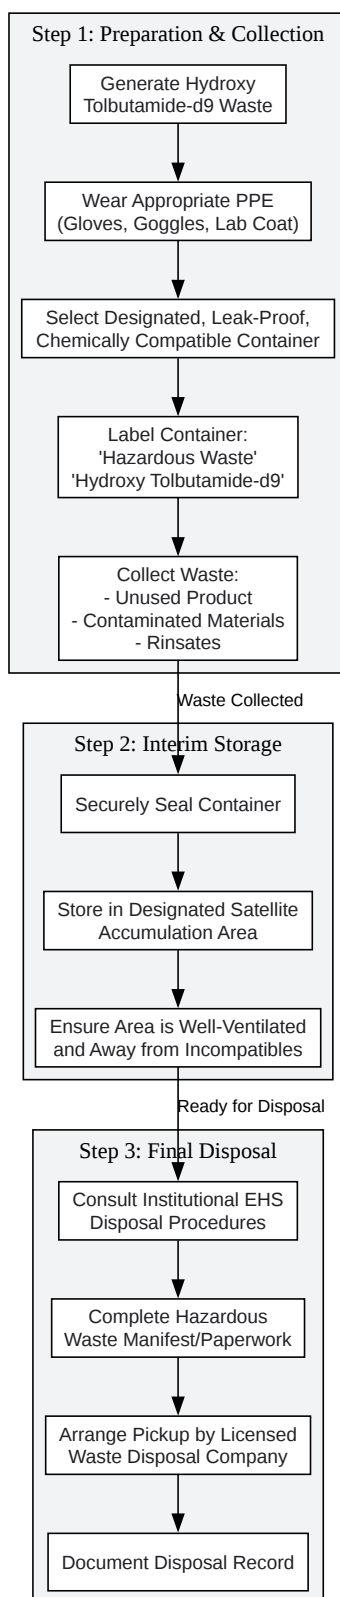 Step 1: Preparation & Collection
Generate Hydroxy
Tolbutamide-d9 Waste
Wear Appropriate PPE
(Gloves, Goggles, Lab Coat)
Select Designated, Leak-Proof,
Chemically Compatible Container
Label Container:
'Hazardous Waste'
'Hydroxy Tolbutamide-d9'
Collect Waste:
- Unused Product
- Contaminated Materials
- Rinsates
Waste Collected
Step 2: Interim Storage
Securely Seal Container
Store in Designated Satellite
Accumulation Area
Ensure Area is Well-Ventilated
and Away from Incompatibles
Ready for Disposal
Step 3: Final Disposal
Consult Institutional EHS
Disposal Procedures
Complete Hazardous
Waste Manifest/Paperwork
Arrange Pickup by Licensed
Waste Disposal Company
Document Disposal Record